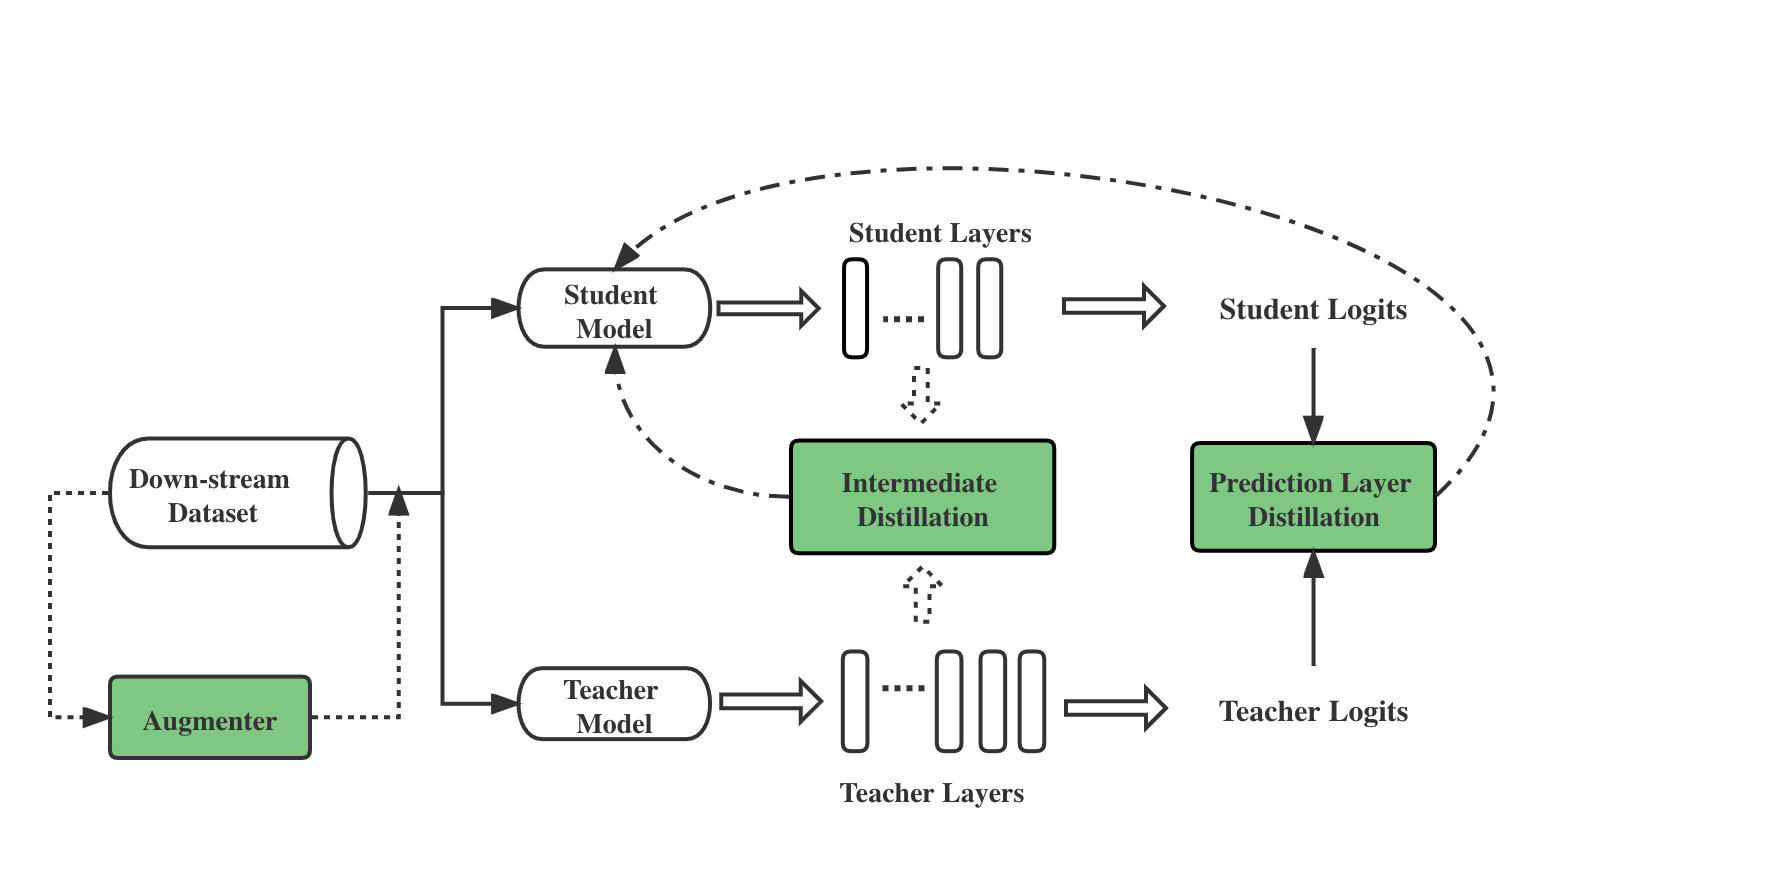 Student Layers
Student
Model
Student Logits
Down-stream
Dataset
Intermediate
Distillation
Prediction Layer
Distillation
Augmenter
Teacher
Model
Teacher Logits
Teacher Layers